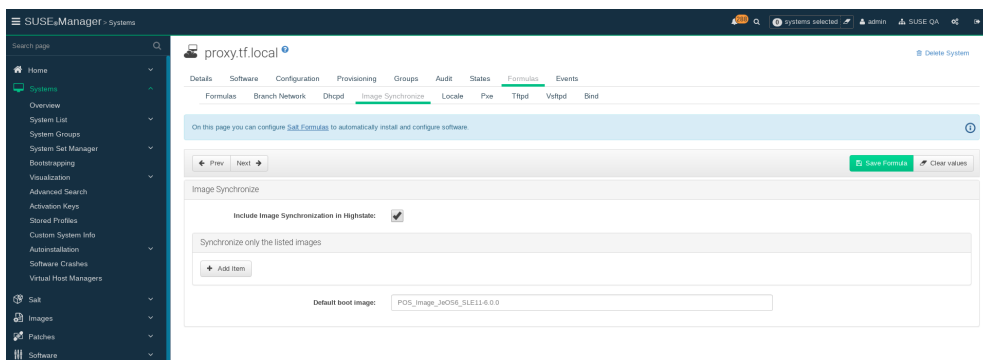 SUSE®Manager > Systems
0 systems selected
admin
SUSE QA
Search page
Home
Systems
Overview
System List
System Groups
System Set Manager
Bootstrapping
Visualization
Advanced Search
Activation Keys
Stored Profiles
Custom System Info
Autoinstallation
Software Crashes
Virtual Host Managers
Salt
Images
Patches
Software
proxy.tf.local
Delete System
Details Software Configuration Provisioning Groups Audit States Formulas Events
Formulas Branch Network Dhcpd Image Synchronize Locale Pxe Tftpd Vsftpd Bind
On this page you can configure Salt Formulas to automatically install and configure software.
Prev Next
Save Formula Clear values
Image Synchronize
Include Image Synchronization in Highstate:
Synchronize only the listed images
+ Add Item
Default boot image: POS_Image_JeOS6_SLE11-6.0.0